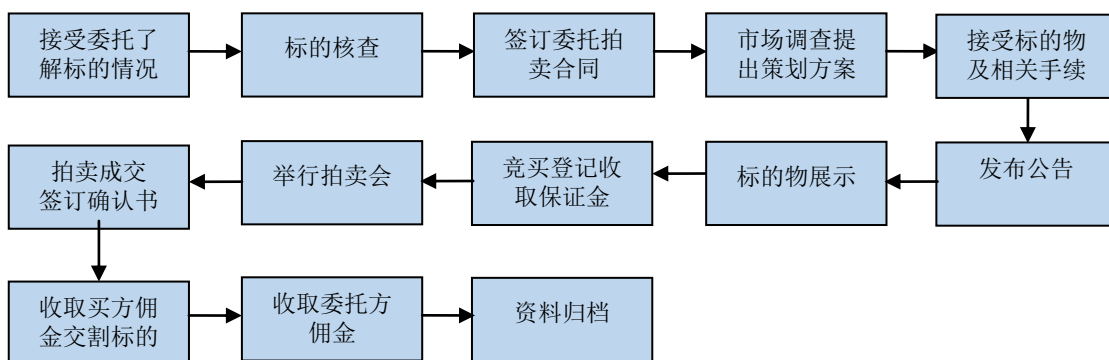 接受委托了
解标的情况
标的核查
签订委托拍
卖合同
市场调查提
出策划方案
接受标的物
及相关手续
发布公告
标的物展示
竞买登记收
取保证金
举行拍卖会
拍卖成交
签订确认书
收取买方佣
金交割标的
收取委托方
佣金
资料归档